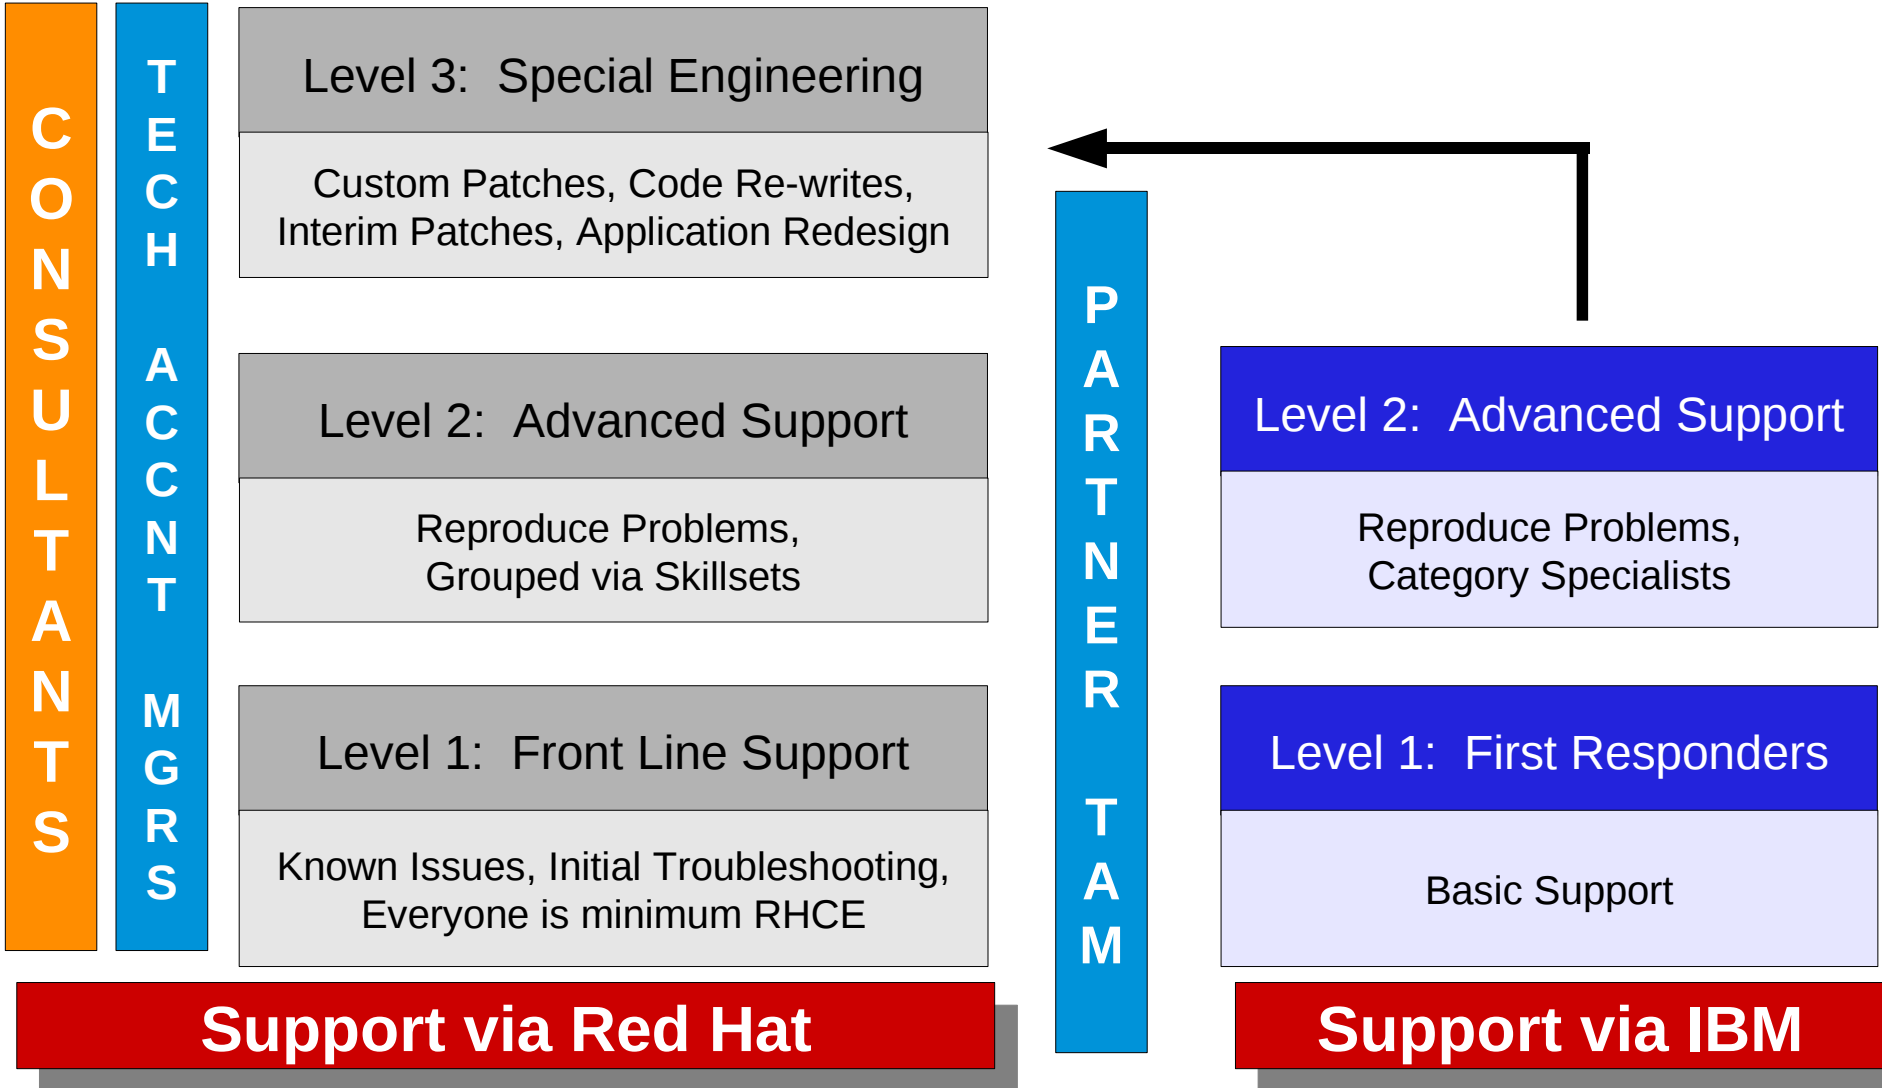 CONSULTANTS
TECH ACCNT MGRS
Level 3: Special Engineering
Custom Patches, Code Re-writes,
Interim Patches, Application Redesign
Level 2: Advanced Support
Reproduce Problems,
Grouped via Skillsets
Level 1: Front Line Support
Known Issues, Initial Troubleshooting,
Everyone is minimum RHCE
Support via Red Hat
PARTNER TAM
Level 2: Advanced Support
Reproduce Problems,
Category Specialists
Level 1: First Responders
Basic Support
Support via IBM